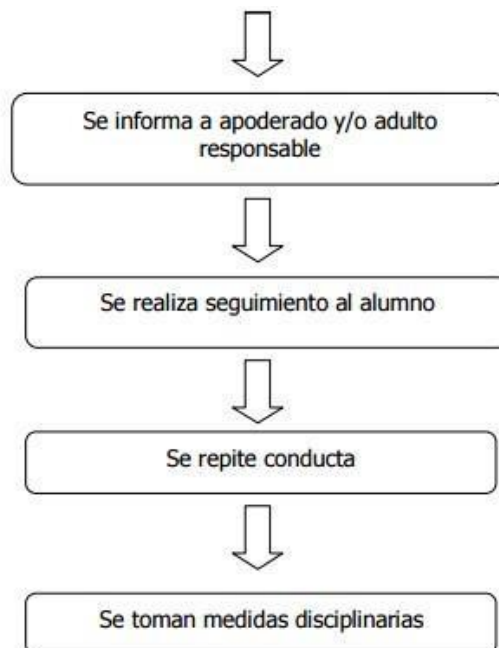 Se informa a apoderado y/o adulto
responsable
Se realiza seguimiento al alumno
Se repite conducta
Se toman medidas disciplinarias